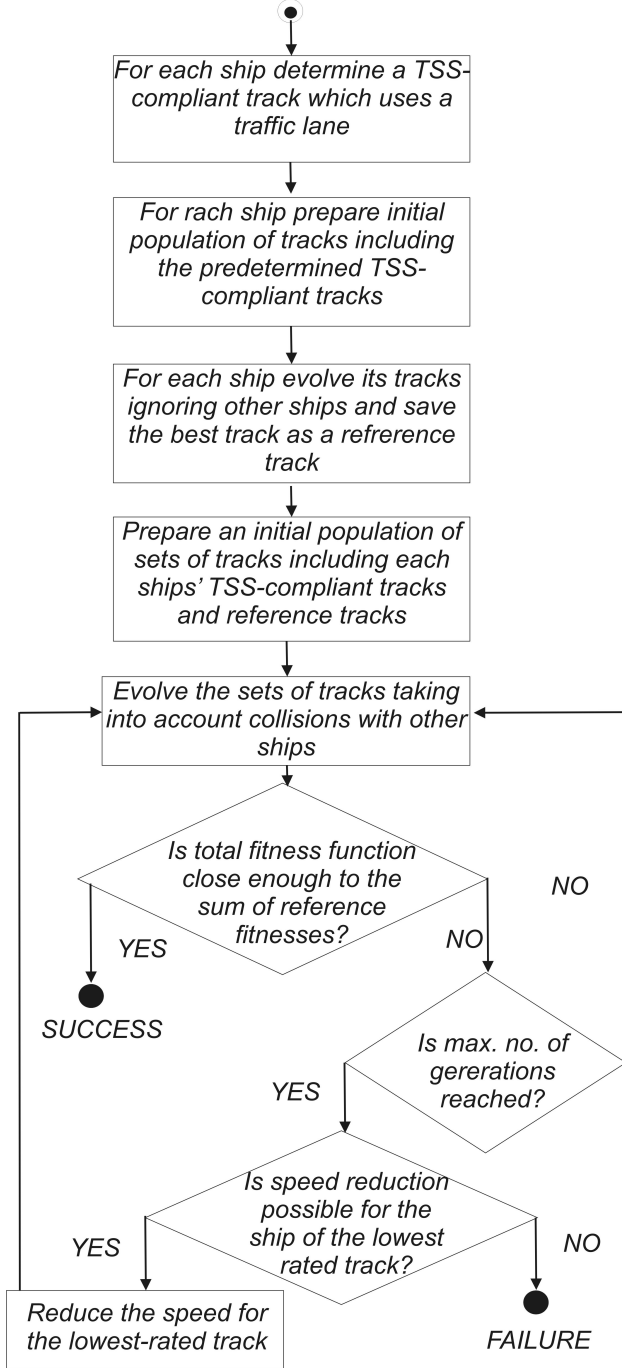 For each ship determine a TSS-
compliant track which uses a
traffic lane
For rach ship prepare initial
population of tracks including
the predetermined TSS-
compliant tracks
For each ship evolve its tracks
ignoring other ships and save
the best track as a refrerence
track
Prepare an initial population of
sets of tracks including each
ships’ TSS-compliant tracks
and reference tracks
Evolve the sets of tracks taking
into account collisions with other
ships
Is total fitness function
close enough to the
sum of reference
fitnesses?
NO
YES
NO
SUCCESS
Is max. no. of
gererations
reached?
YES
Is speed reduction
possible for the
ship of the lowest
rated track?
YES
NO
Reduce the speed for
the lowest-rated track
FAILURE